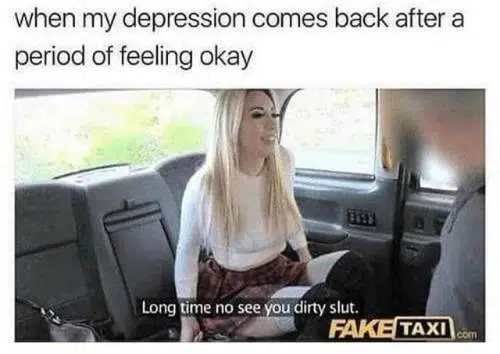 when my depression comes back after a
period of feeling okay
Long time no see you dirty slut.
FAKE TAXI.com